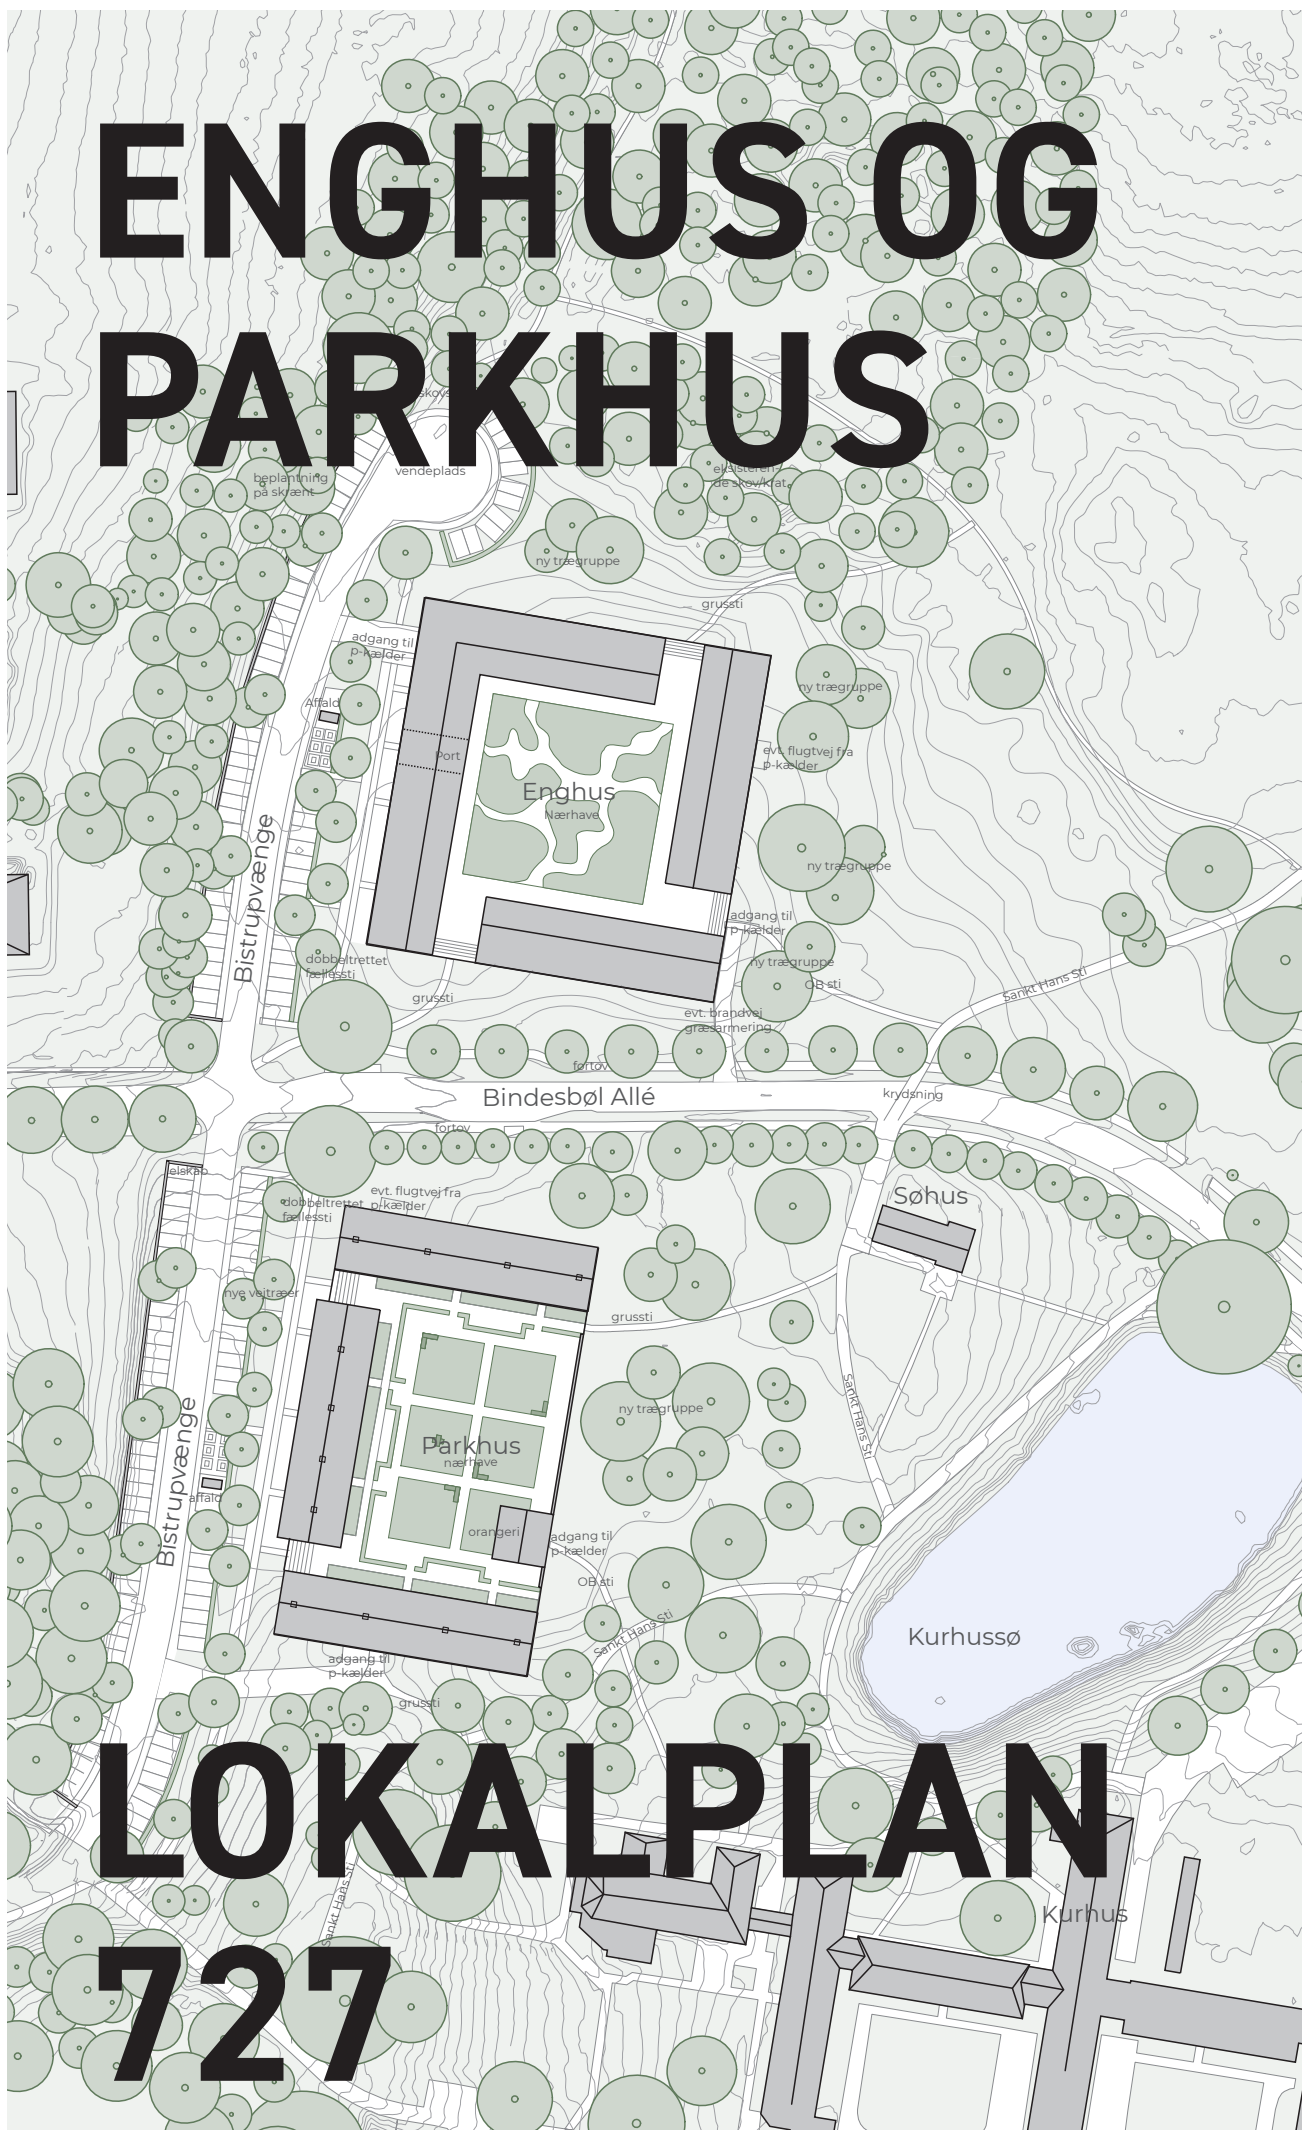 ENGHUS OG
PARKHUS
skovs
vendeplads
beplantning
på skrænt
eksisteren-
de skov/krat
ny trægruppe
grussti
adgang til
p-kælder
ny trægruppe
Affald
Port
evt. flugtvej fra
p-kælder
Enghus
Nærhave
Bistrupvænge
ny trægruppe
adgang til
p-kælder
dobbeltrettet
fællessti
ny trægruppe
OB sti
Sankt Hans Sti
grussti
evt. brandvej
græsarmering
fortov
Bindesbøl Allé
krydsning
fortov
elskab
dobbeltrettet
fællessti
evt. flugtvej fra
p-kælder
Søhus
nye vejtræer
grussti
Sankt Hans Sti
ny trægruppe
Bistrupvænge
Parkhus
nærhave
affald
orangeri
adgang til
p-kælder
OB sti
Sankt Hans Sti
Kurhussø
adgang til
p-kælder
grussti
LOKALPLAN
Sankt Hans Sti
Kurhus
727